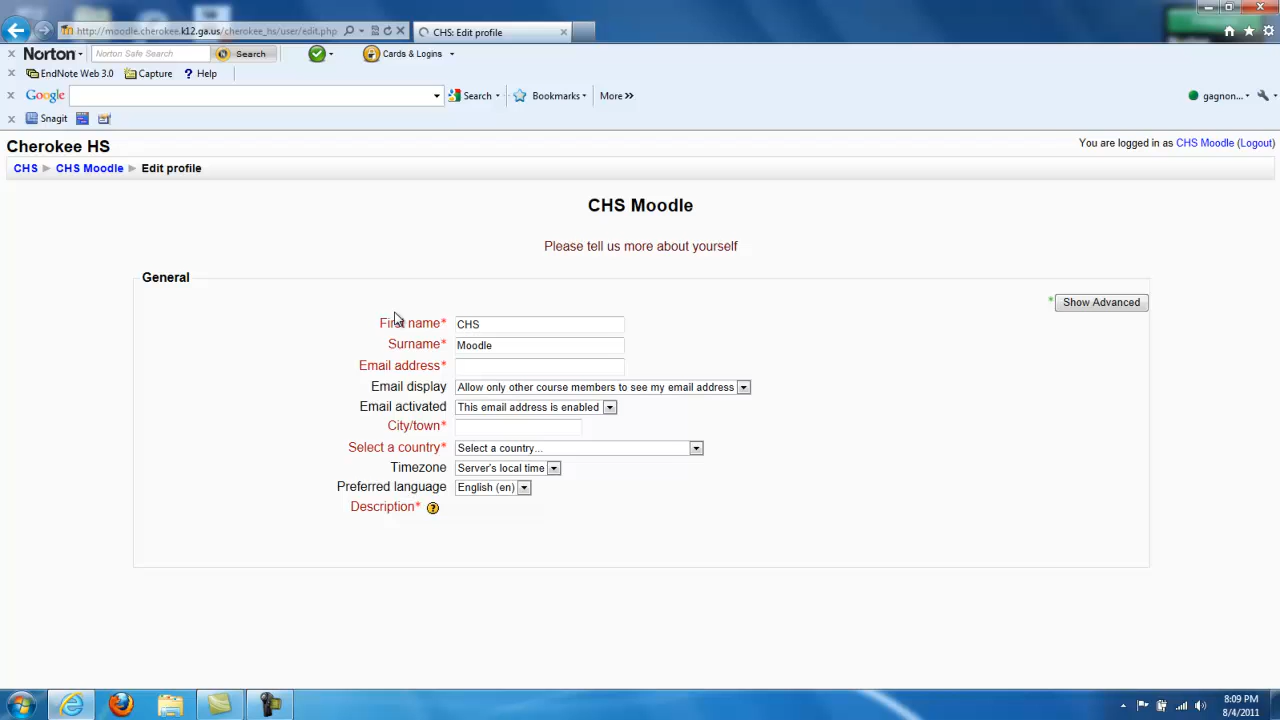 http://moodle.cherokee.k12.ga.us/cherokee_hs/user/edit.php
CHS: Edit profile
Norton
Norton Safe Search
Search
Cards & Logins
EndNote Web 3.0
Capture
? Help
Google
Search
Bookmarks
More »
gagnon...
Snagit
Cherokee HS
You are logged in as CHS Moodle (Logout)
CHS ► CHS Moodle ► Edit profile
CHS Moodle
Please tell us more about yourself
General
* Show Advanced
First name* CHS
Surname* Moodle
Email address*
Email display Allow only other course members to see my email address
Email activated This email address is enabled
City/town*
Select a country* Select a country...
Timezone Server's local time
Preferred language English (en)
Description* ?
8:09 PM
8/4/2011